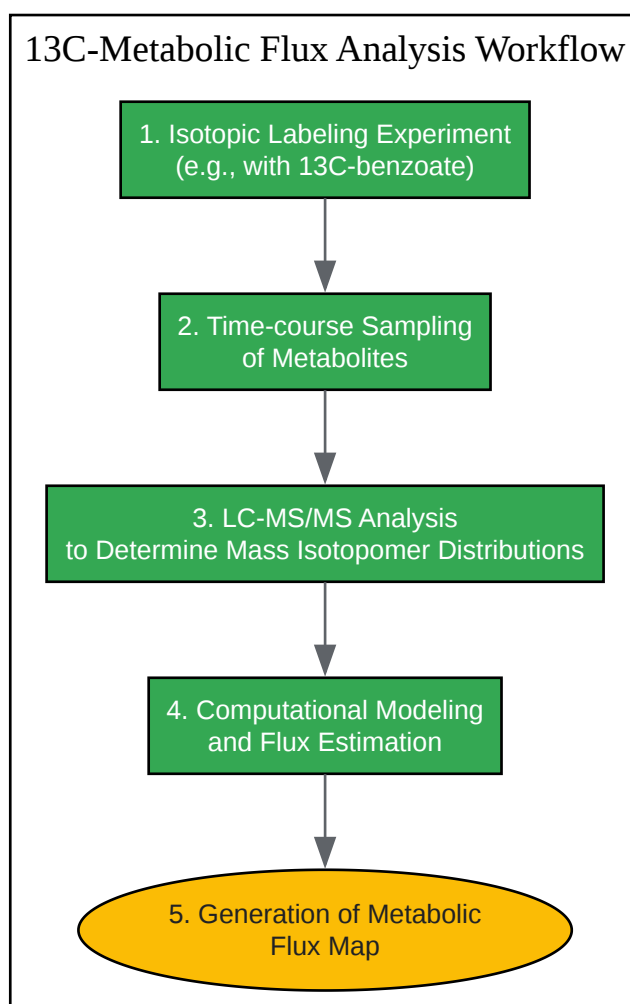 13C-Metabolic Flux Analysis Workflow
1. Isotopic Labeling Experiment
(e.g., with 13C-benzoate)
2. Time-course Sampling
of Metabolites
3. LC-MS/MS Analysis
to Determine Mass Isotopomer Distributions
4. Computational Modeling
and Flux Estimation
5. Generation of Metabolic
Flux Map